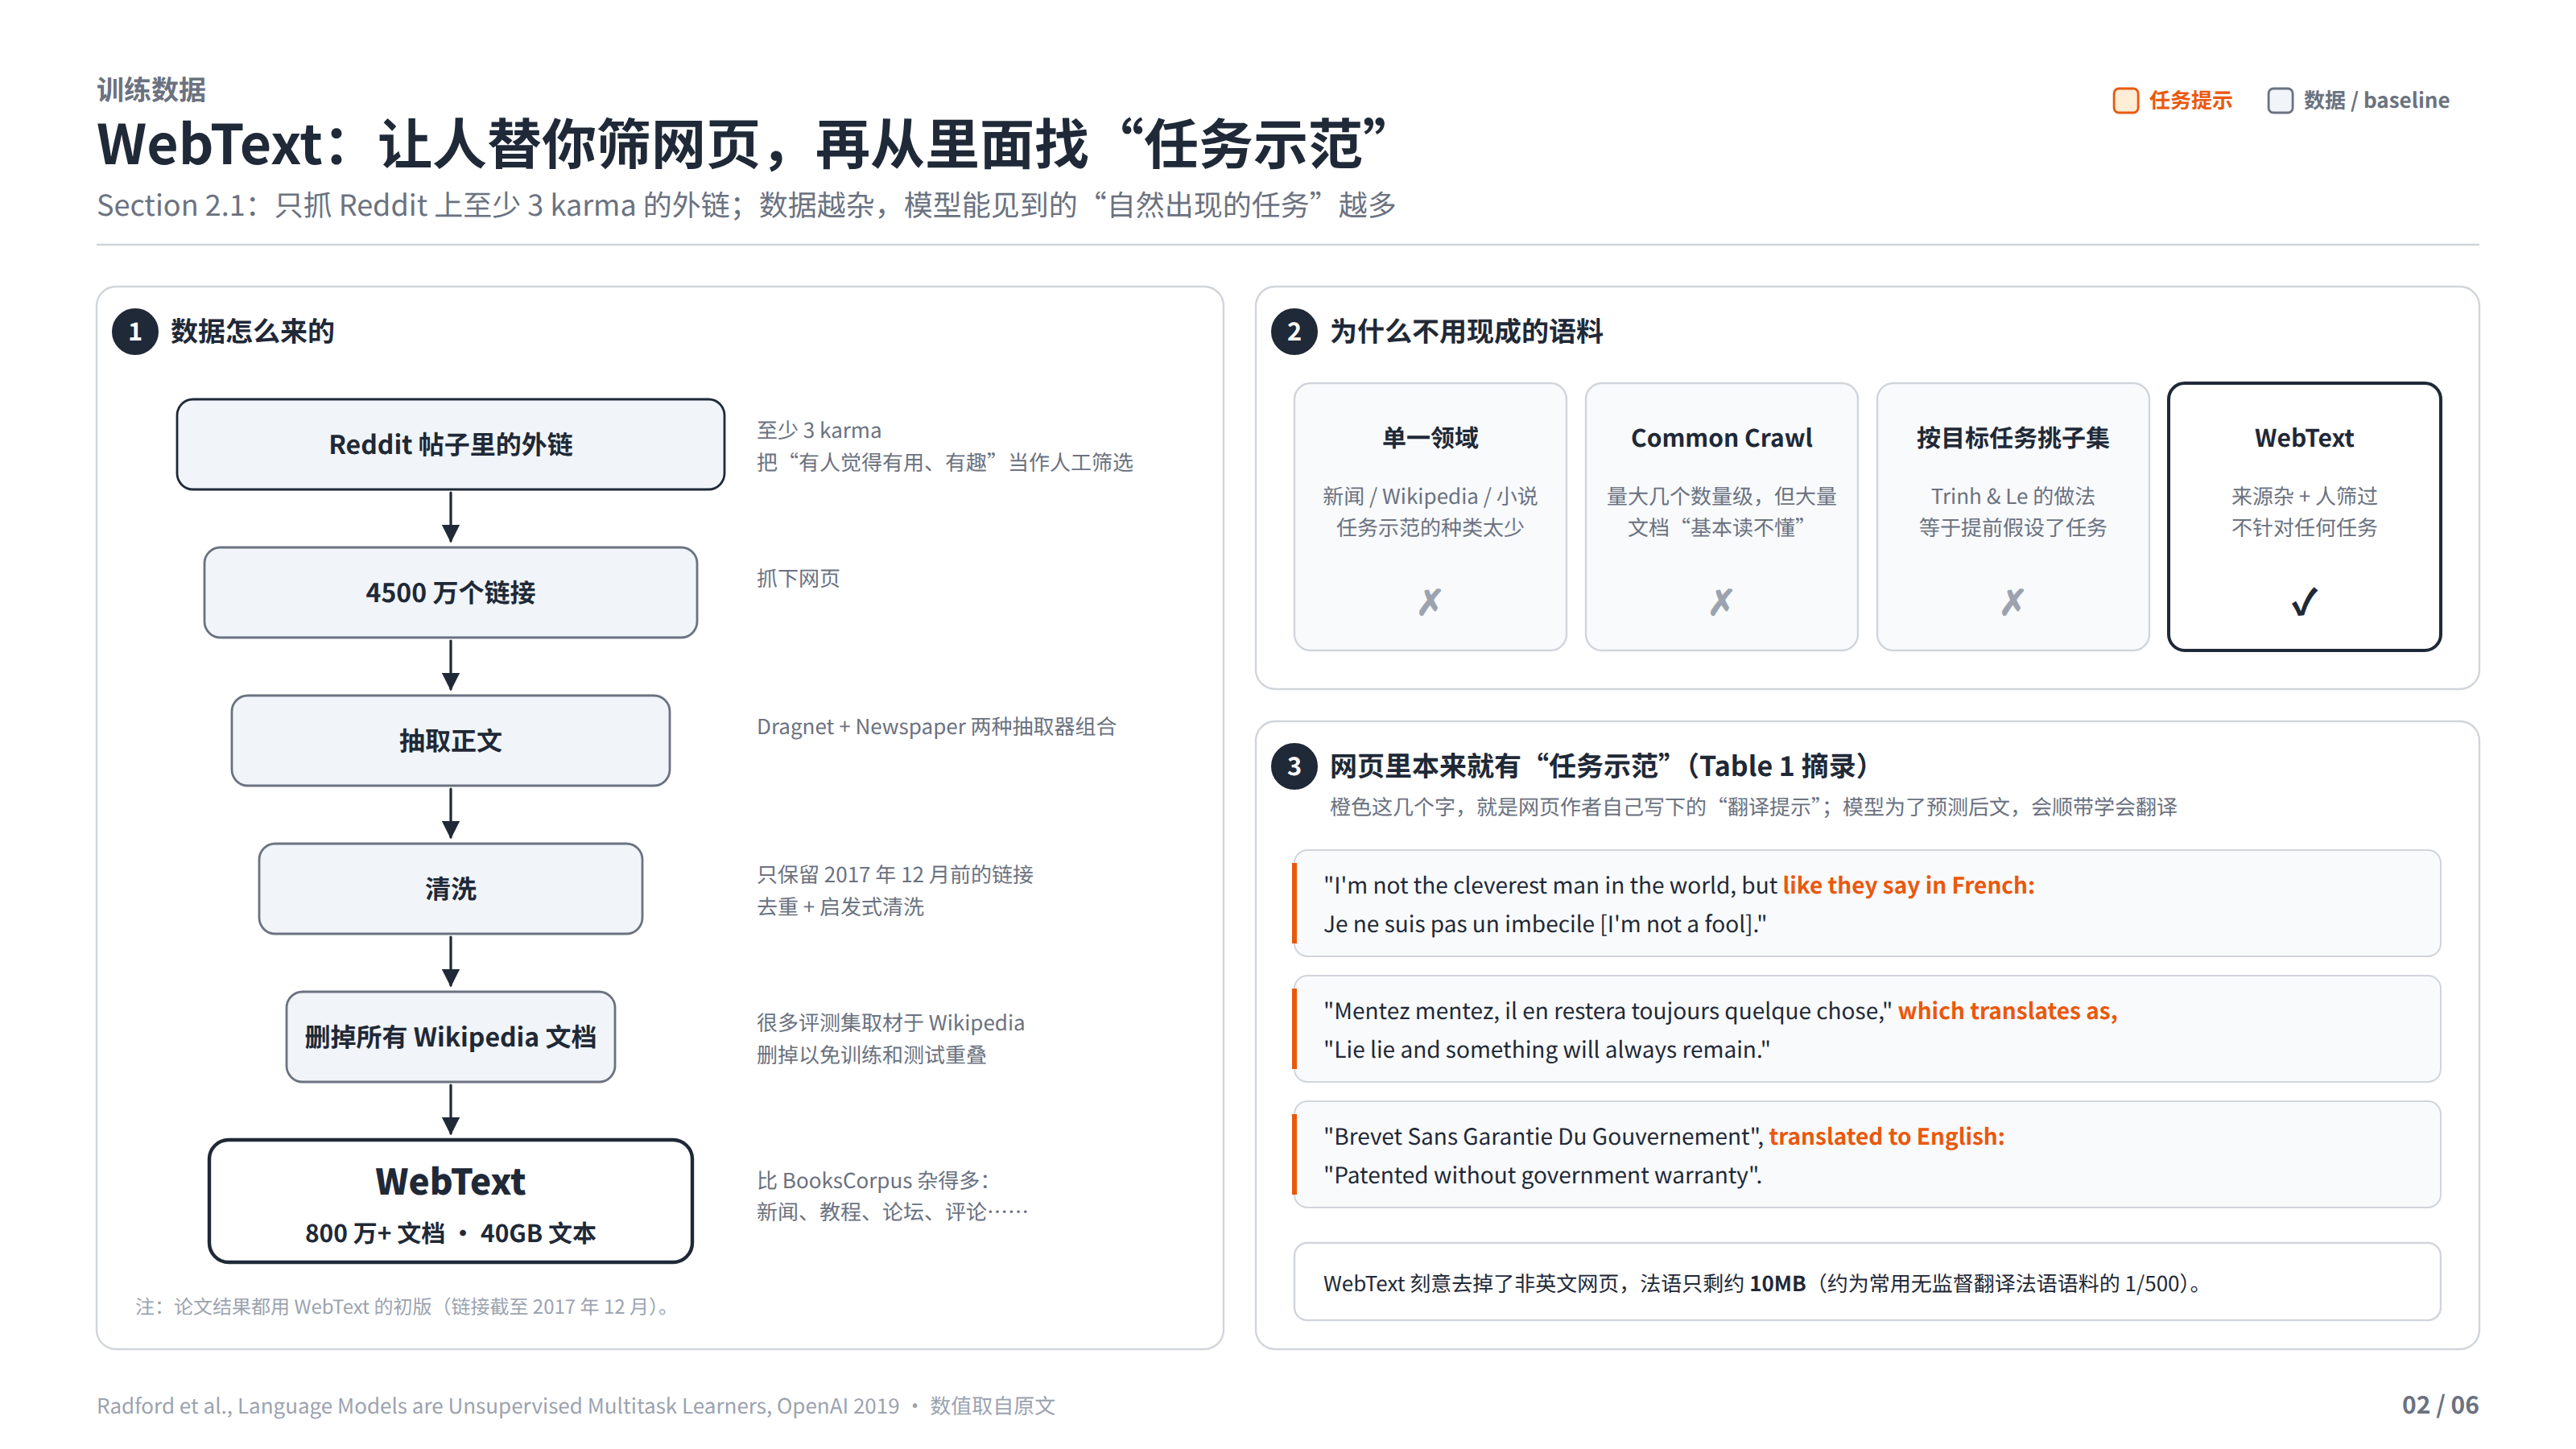 训练数据
WebText：让人替你筛网页，再从里面找“任务示范”
Section 2.1：只抓 Reddit 上至少 3 karma 的外链；数据越杂，模型能见到的“自然出现的任务”越多
任务提示
数据 / baseline
1 数据怎么来的
Reddit 帖子里的外链
至少 3 karma
把“有人觉得有用、有趣”当作人工筛选
4500 万个链接
抓下网页
抽取正文
Dragnet + Newspaper 两种抽取器组合
清洗
只保留 2017 年 12 月前的链接
去重 + 启发式清洗
删掉所有 Wikipedia 文档
很多评测集取材于 Wikipedia
删掉以免训练和测试重叠
WebText
800 万+ 文档 · 40GB 文本
比 BooksCorpus 杂得多：
新闻、教程、论坛、评论……
注：论文结果都用 WebText 的初版（链接截至 2017 年 12 月）。
2 为什么不用现成的语料
单一领域
新闻 / Wikipedia / 小说
任务示范的种类太少
✗
Common Crawl
量大几个数量级，但大量
文档“基本读不懂”
✗
按目标任务挑子集
Trinh & Le 的做法
等于提前假设了任务
✗
WebText
来源杂 + 人筛过
不针对任何任务
✓
3 网页里本来就有“任务示范”（Table 1 摘录）
橙色这几个字，就是网页作者自己写下的“翻译提示”；模型为了预测后文，会顺带学会翻译
"I'm not the cleverest man in the world, but like they say in French:
Je ne suis pas un imbecile [I'm not a fool]."
"Mentez mentez, il en restera toujours quelque chose," which translates as,
"Lie lie and something will always remain."
"Brevet Sans Garantie Du Gouvernement", translated to English:
"Patented without government warranty".
WebText 刻意去掉了非英文网页，法语只剩约 10MB（约为常用无监督翻译法语语料的 1/500）。
Radford et al., Language Models are Unsupervised Multitask Learners, OpenAI 2019 · 数值取自原文
02 / 06